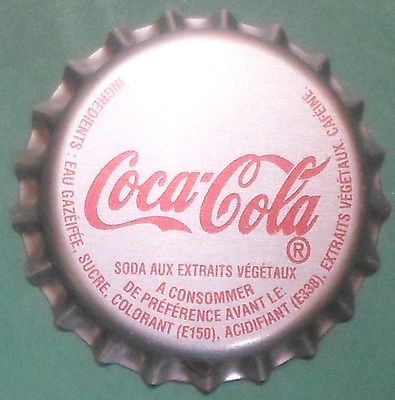 Coca-Cola
®
SODA AUX EXTRAITS VÉGÉTAUX
A CONSOMMER
DE PRÉFÉRENCE AVANT LE:
INGREDIENTS : EAU GAZÉIFÉE, SUCRE, COLORANT (E150), ACIDIFIANT (E338), EXTRAITS VÉGÉTAUX. CAFÉINE.